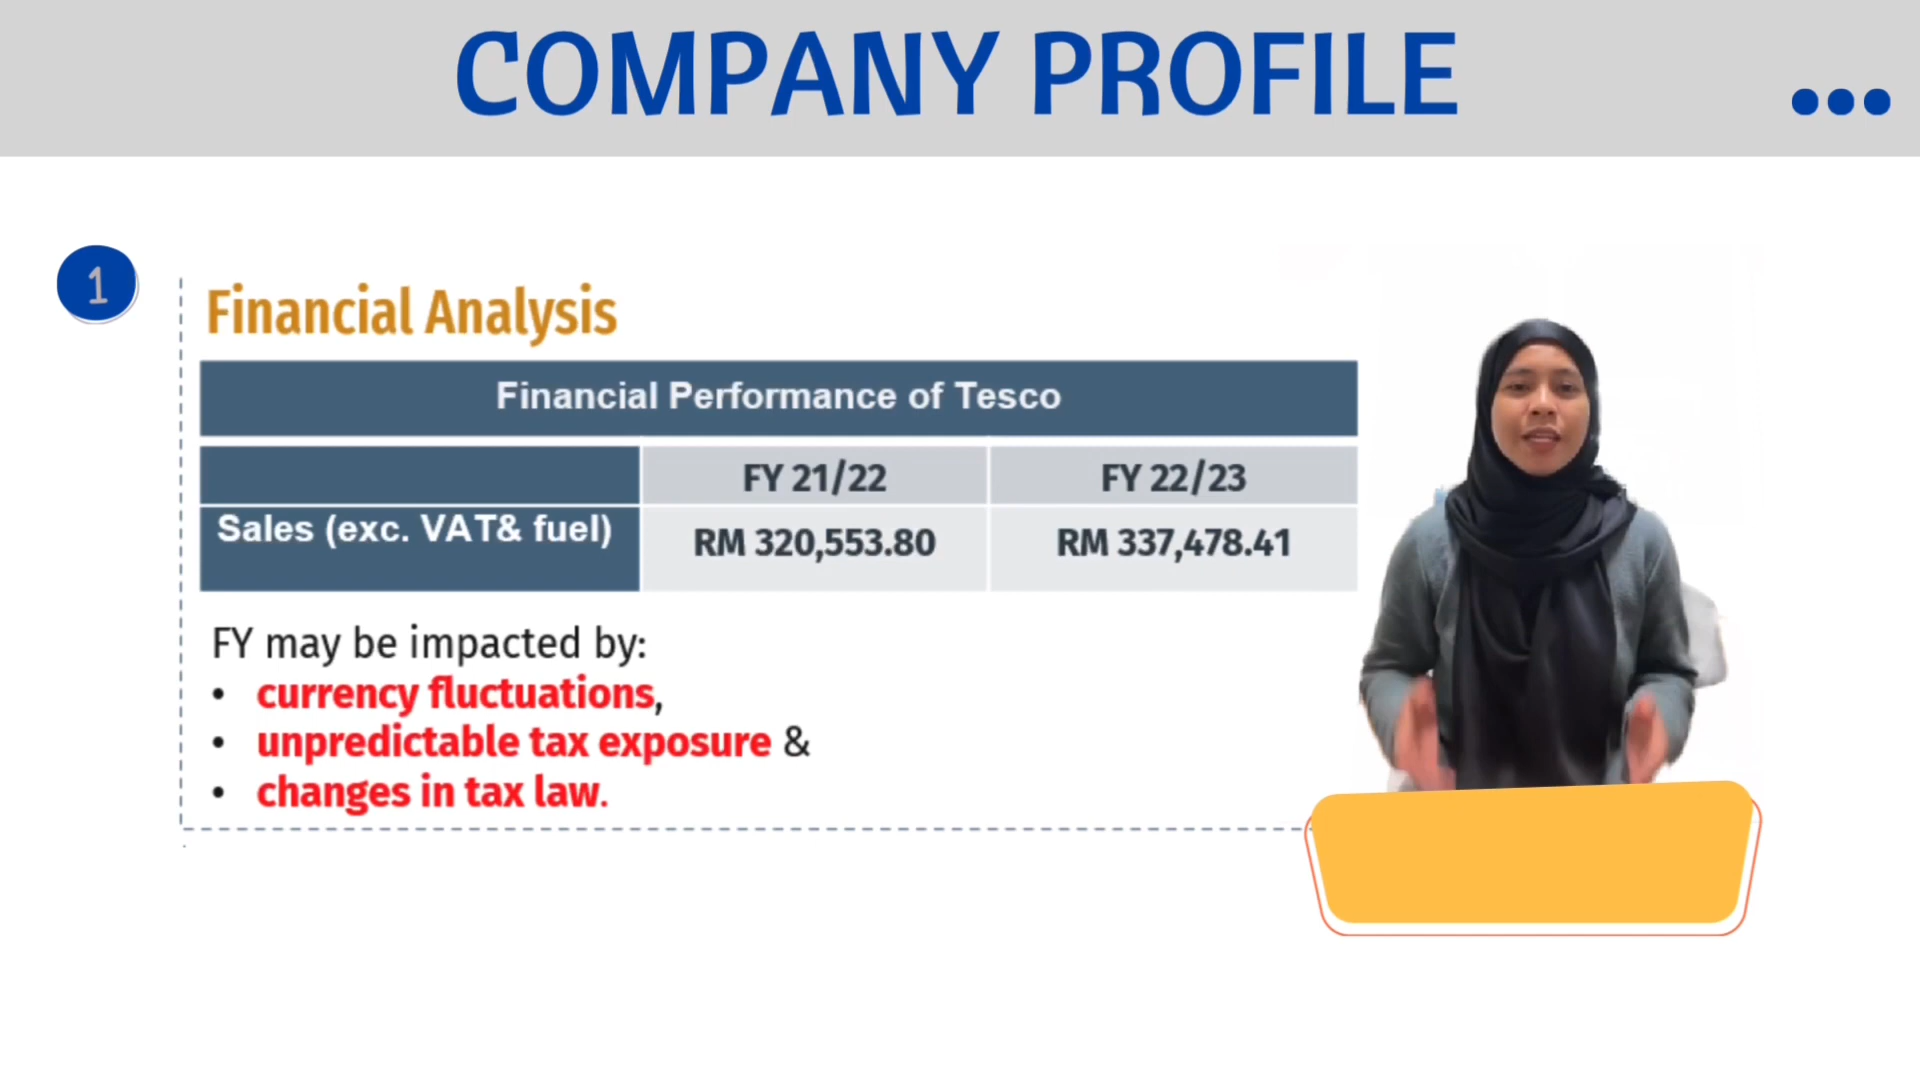 COMPANY PROFILE
1
Financial Analysis
Financial Performance of Tesco
FY 21/22 FY 22/23
Sales (exc. VAT& fuel) RM 320,553.80 RM 337,478.41
FY may be impacted by:
• currency fluctuations,
• unpredictable tax exposure &
• changes in tax law.